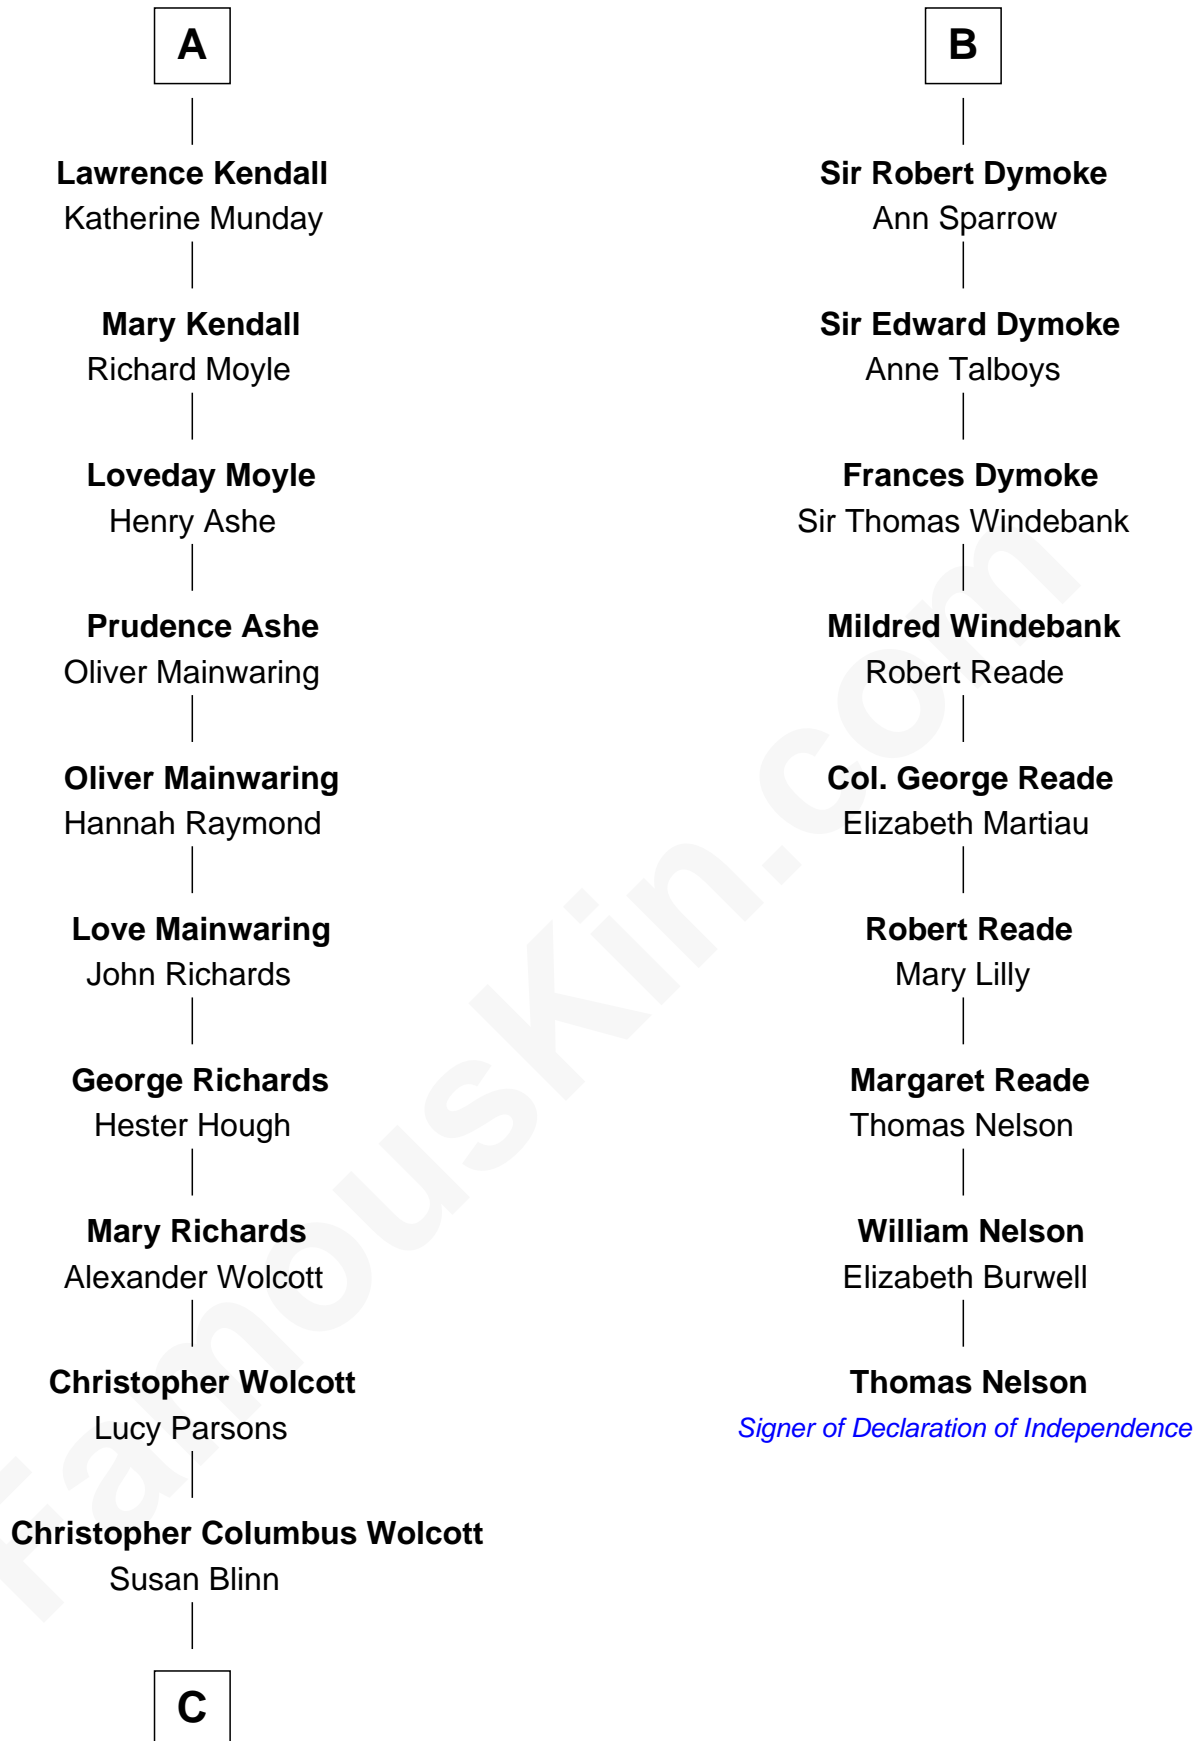 A
Lawrence Kendall
Katherine Munday
Mary Kendall
Richard Moyle
Loveday Moyle
Henry Ashe
Prudence Ashe
Oliver Mainwaring
Oliver Mainwaring
Hannah Raymond
Love Mainwaring
John Richards
George Richards
Hester Hough
Mary Richards
Alexander Wolcott
Christopher Wolcott
Lucy Parsons
Christopher Columbus Wolcott
Susan Blinn
C
B
Sir Robert Dymoke
Ann Sparrow
Sir Edward Dymoke
Anne Talboys
Frances Dymoke
Sir Thomas Windebank
Mildred Windebank
Robert Reade
Col. George Reade
Elizabeth Martiau
Robert Reade
Mary Lilly
Margaret Reade
Thomas Nelson
William Nelson
Elizabeth Burwell
Thomas Nelson
Signer of Declaration of Independence
FamousKin.com